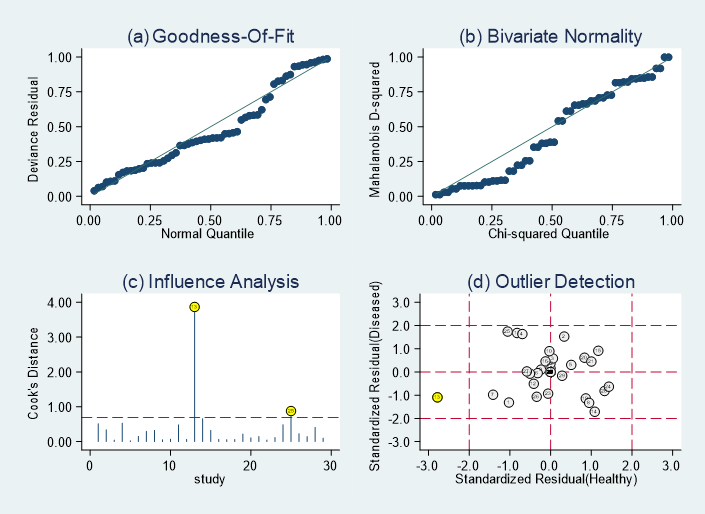 (a) Goodness-Of-Fit
Deviance Residual
1.00
0.75
0.50
0.25
0.00
0.00 0.25 0.50 0.75 1.00
Normal Quantile
(b) Bivariate Normality
Mahalanobis D-squared
1.00
0.75
0.50
0.25
0.00
0.00 0.25 0.50 0.75 1.00
Chi-squared Quantile
(c) Influence Analysis
Cook's Distance
4.00
3.00
2.00
1.00
0.00
0 10 20 30
study
(d) Outlier Detection
Standardized Residual(Diseased)
3.0
2.0
1.0
0.0
-1.0
-2.0
-3.0
-3.0 -2.0 -1.0 0.0 1.0 2.0 3.0
Standardized Residual(Healthy)